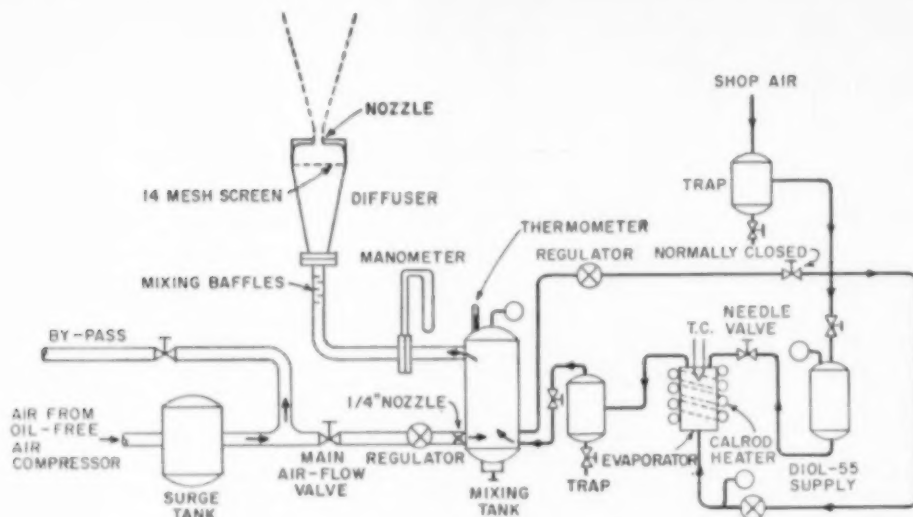 SHOP AIR
NOZZLE
14 MESH SCREEN
DIFFUSER
TRAP
THERMOMETER
MANOMETER
REGULATOR
NORMALLY CLOSED
MIXING BAFFLES
BY-PASS
NEEDLE
VALVE
T.C.
1/4" NOZZLE
AIR FROM
OIL-FREE
AIR
COMPRESSOR
MAIN
AIR-FLOW
VALVE
REGULATOR
SURGE
TANK
MIXING
TANK
TRAP
EVAPORATOR
CALROD
HEATER
DIOL-55
SUPPLY